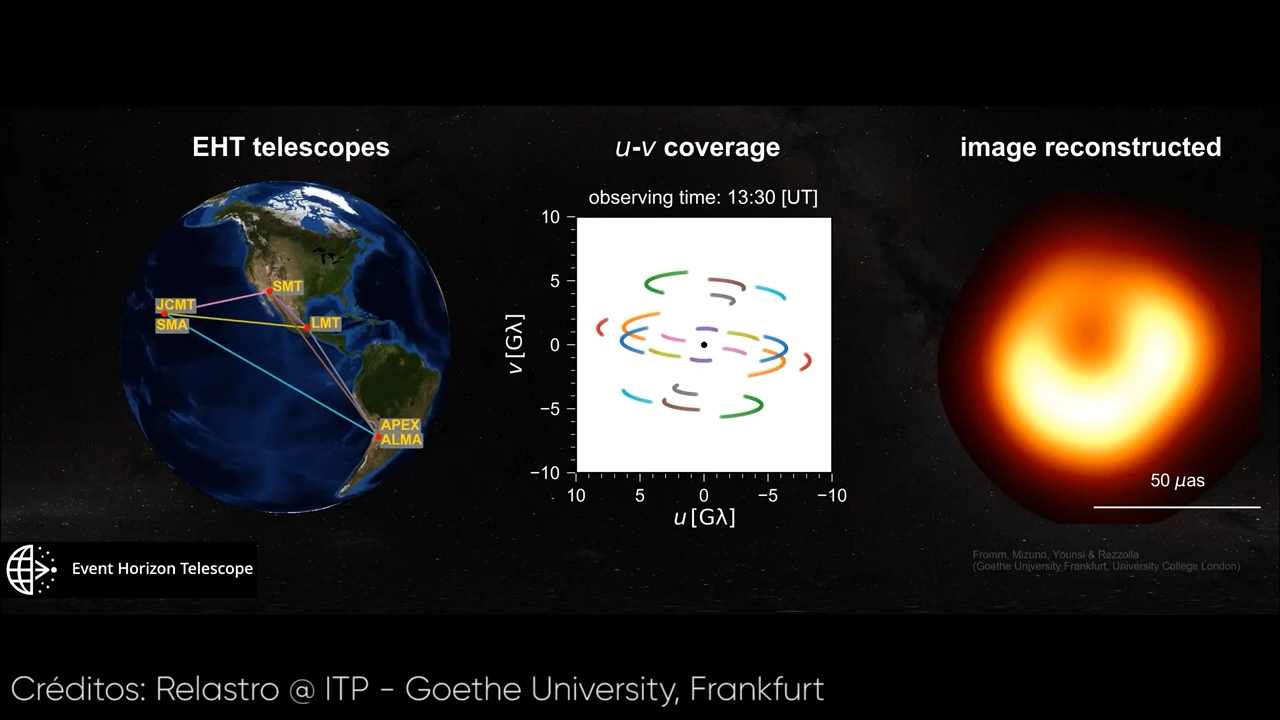 EHT telescopes
u-v coverage
image reconstructed
observing time: 13:30 [UT]
SMT
JCMT
SMA
LMT
APEX
ALMA
10
5
0
−5
−10
v [Gλ]
10
5
0
−5
−10
u [Gλ]
50 μas
Fromm, Mizuno, Younsi & Rezzolla
(Goethe University Frankfurt, University College London)
Event Horizon Telescope
Créditos: Relastro @ ITP - Goethe University, Frankfurt